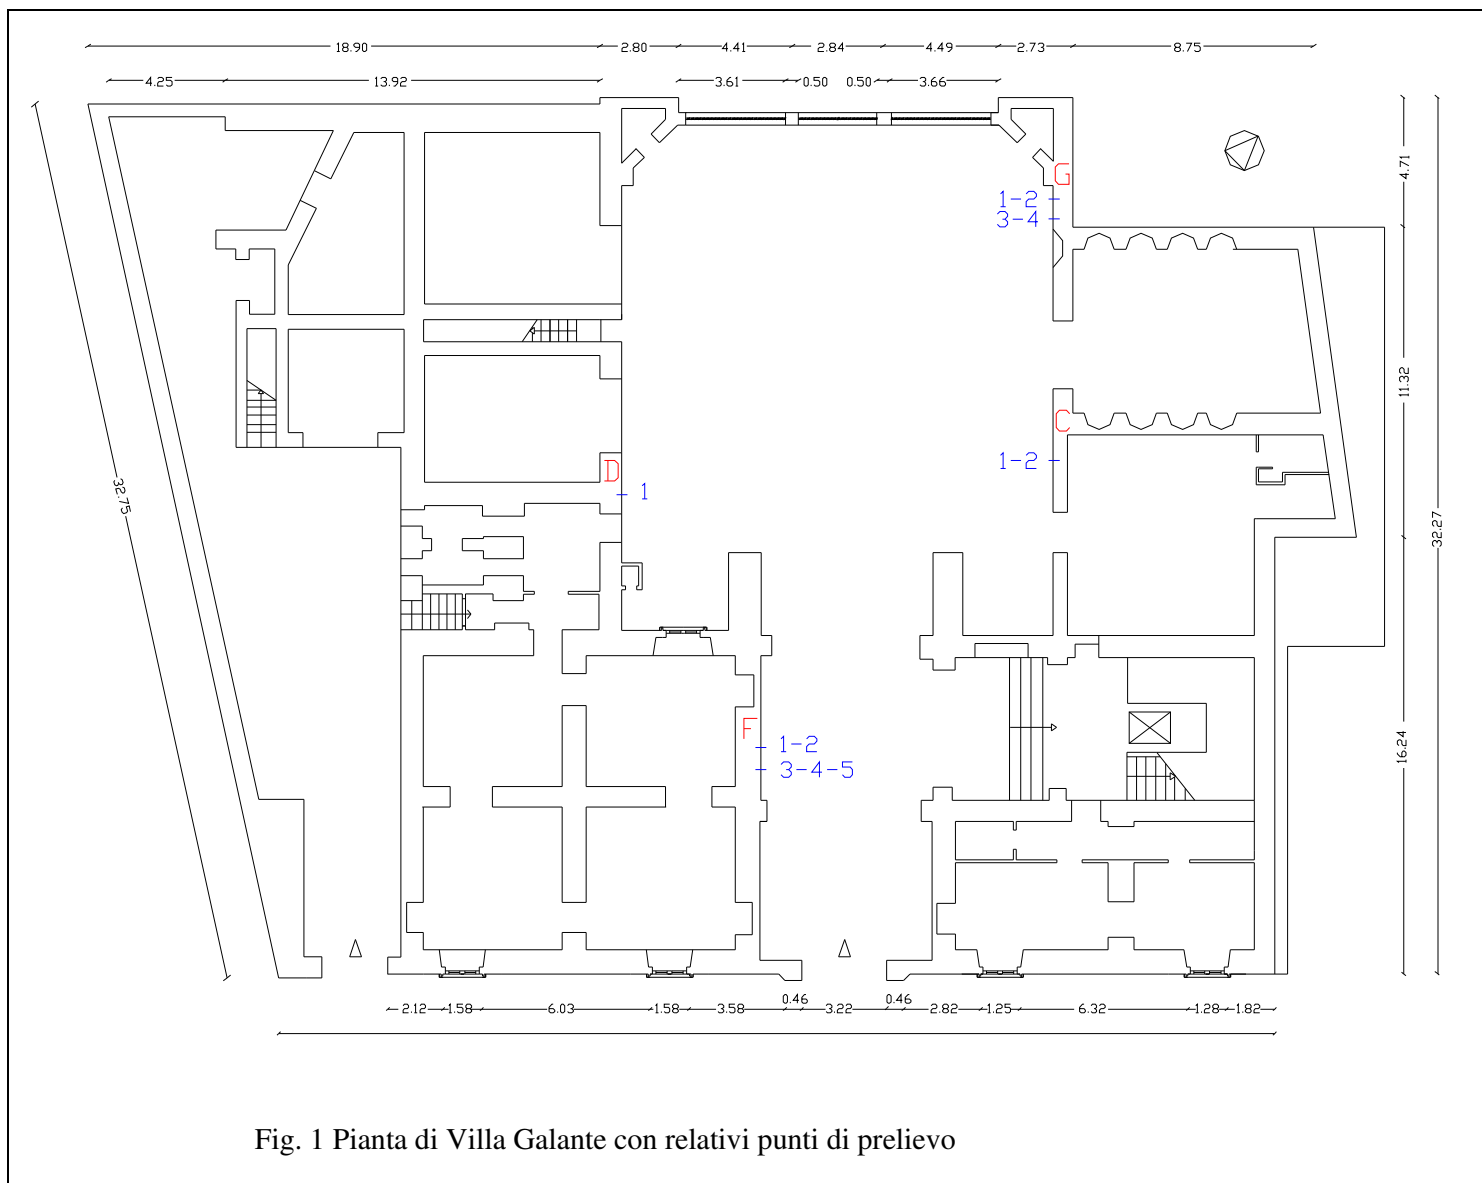 18.90 2.80 4.41 2.84 4.49 2.73 8.75
4.25 13.92 3.61 0.50 0.50 3.66
4.71
G
1-2
3-4
11.32
C
1-2
D
1
32.75
32.27
F
1-2
3-4-5
16.24
0.46 0.46
2.12 1.58 6.03 1.58 3.58 3.22 2.82 1.25 6.32 1.28 1.82
Fig. 1 Pianta di Villa Galante con relativi punti di prelievo